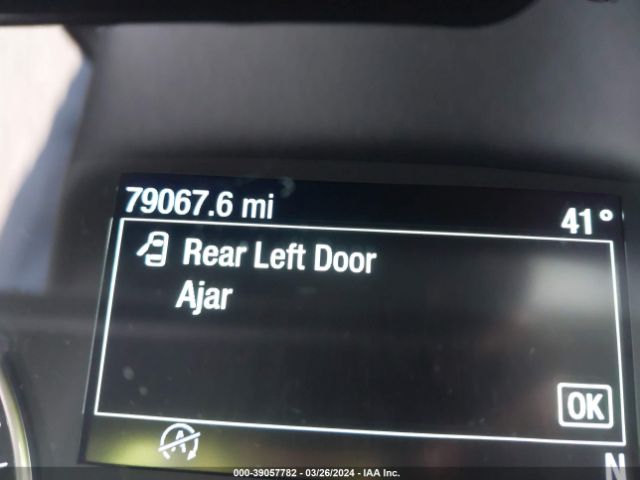 79067.6 mi 41°
Rear Left Door
Ajar
OK
A
N
000-39057782 - 03/26/2024 - IAA Inc.